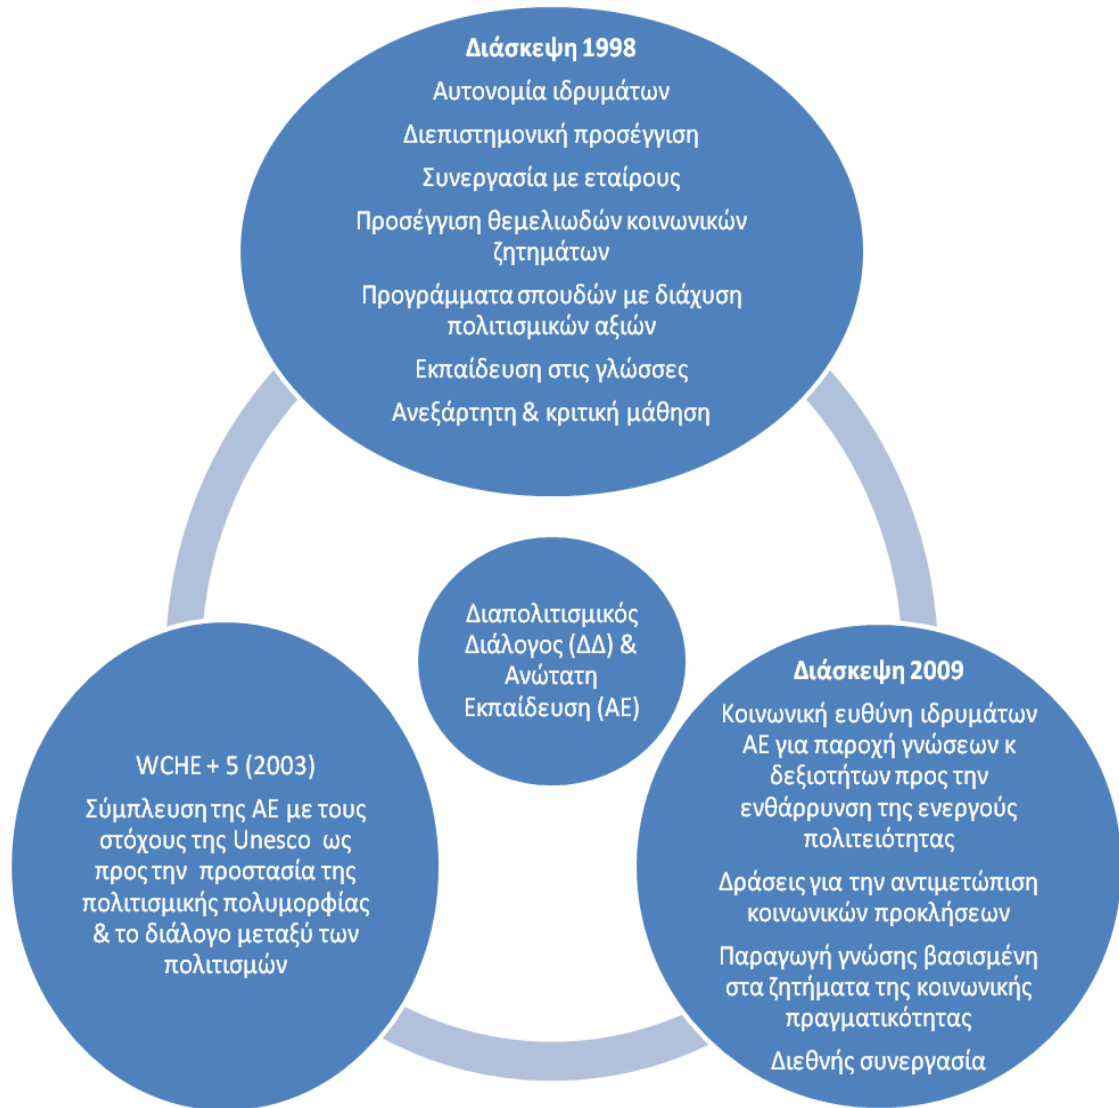 Διάσκεψη 1998
Αυτονομία ιδρυμάτων
Διεπιστημονική προσέγγιση
Συνεργασία με εταίρους
Προσέγγιση θεμελιωδών κοινωνικών
ζητημάτων
Προγράμματα σπουδών με διάχυση
πολιτισμικών αξιών
Εκπαίδευση στις γλώσσες
Ανεξάρτητη & κριτική μάθηση
Διαπολιτισμικός
Διάλογος (ΔΔ) &
Ανώτατη
Εκπαίδευση (ΑΕ)
Διάσκεψη 2009
Κοινωνική ευθύνη ιδρυμάτων
ΑΕ για παροχή γνώσεων κ
δεξιοτήτων προς την
ενθάρρυνση της ενεργούς
πολιτειότητας
Δράσεις για την αντιμετώπιση
κοινωνικών προκλήσεων
Παραγωγή γνώσης βασισμένη
στα ζητήματα της κοινωνικής
πραγματικότητας
Διεθνής συνεργασία
WCHE + 5 (2003)
Σύμπλευση της ΑΕ με τους
στόχους της Unesco ως
προς την προστασία της
πολιτισμικής πολυμορφίας
& το διάλογο μεταξύ των
πολιτισμών